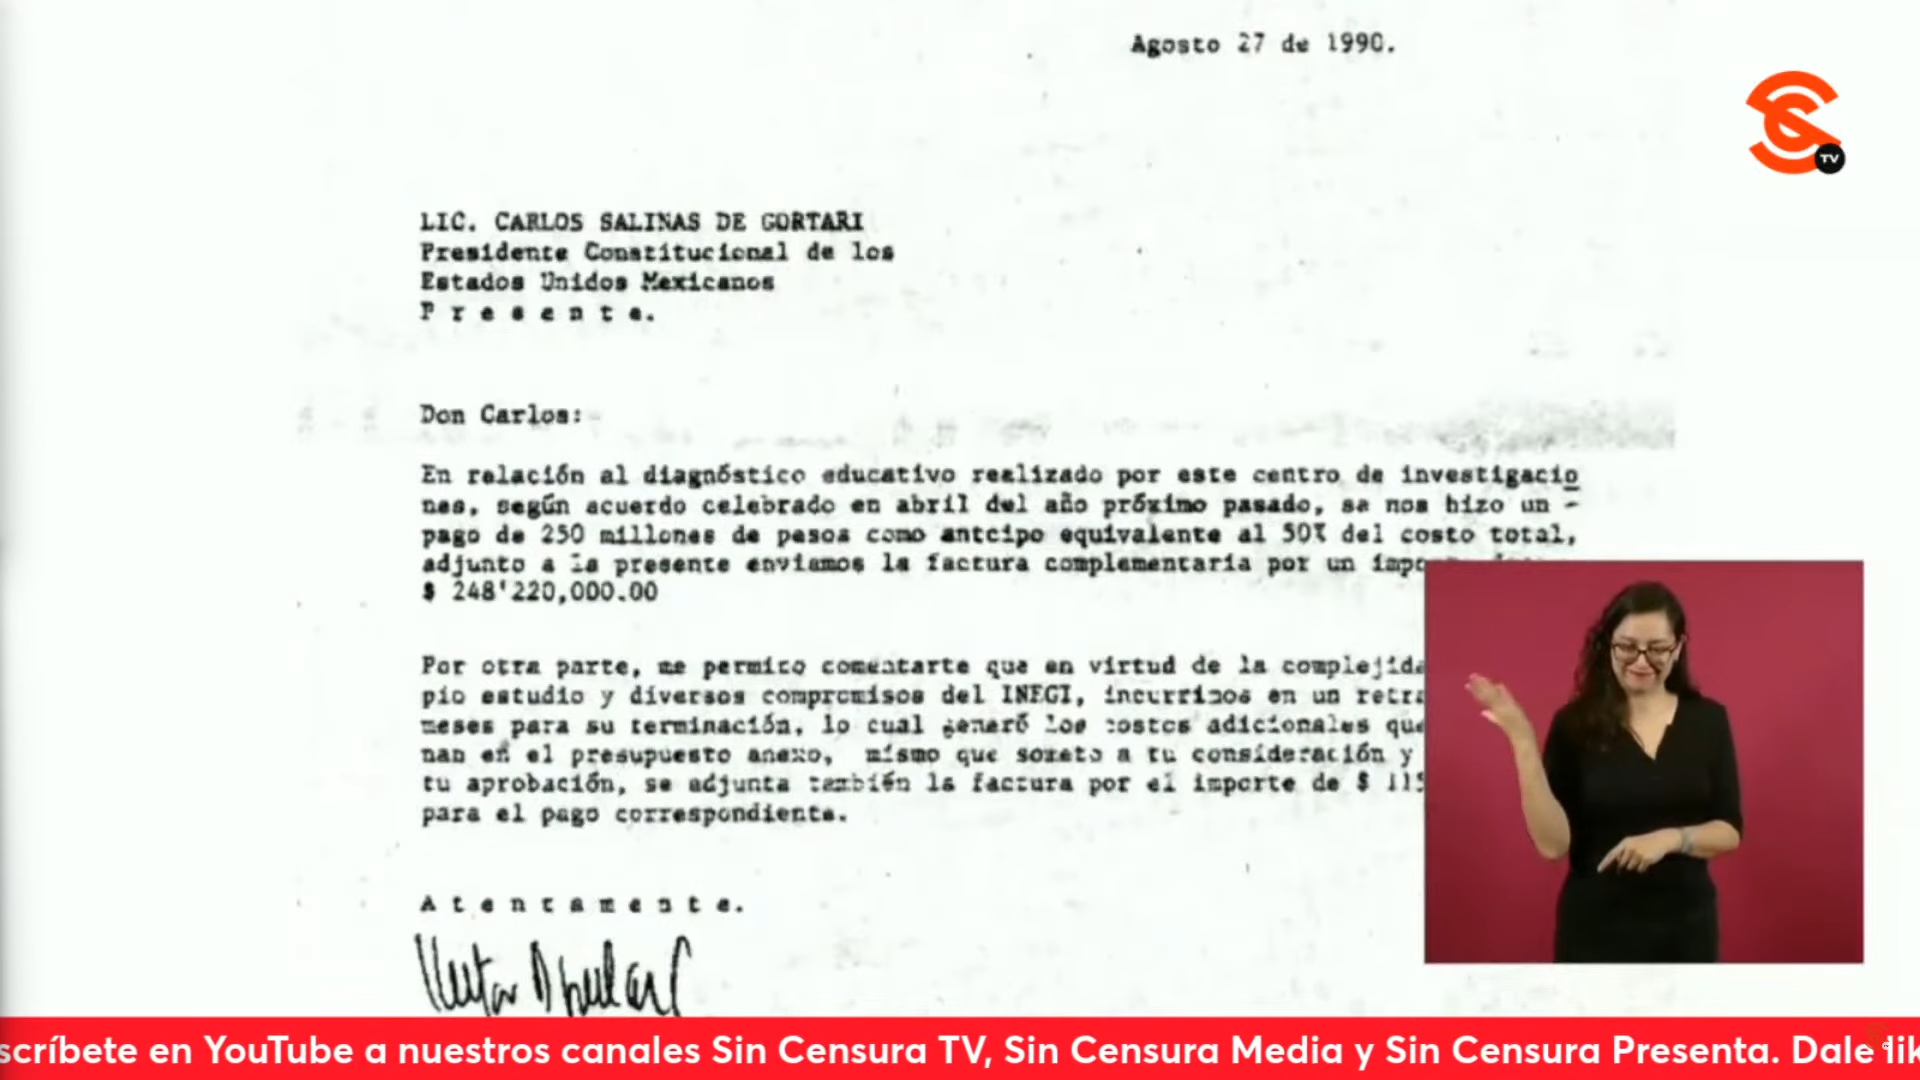 Agosto 27 de 1990.
TV
LIC. CARLOS SALINAS DE GORTARI
Presidente Constitucional de los
Estados Unidos Mexicanos
P r e s e n t e.
Don Carlos:
En relación al diagnóstico educativo realizado por este centro de investigacio
nes, según acuerdo celebrado en abril del año próximo pasado, se nos hizo un -
pago de 250 millones de pesos como antcipo equivalente al 50% del costo total,
adjunto a la presente enviamos la factura complementaria por un
$ 248'220,000.00
Por otra parte, me permito comentarte que en virtud de la complejida
pio estudio y diversos compromisos del INEGI, incurrimos en un retra
meses para su terminación, lo cual generó los costos adicionales que
nan en el presupuesto anexo, mismo que someto a tu consideración y
tu aprobación, se adjunta también la factura por el importe de $ 115
para el pago correspondiente.
A t e n t a m e n t e.
scríbete en YouTube a nuestros canales Sin Censura TV, Sin Censura Media y Sin Censura Presenta. Dale lik